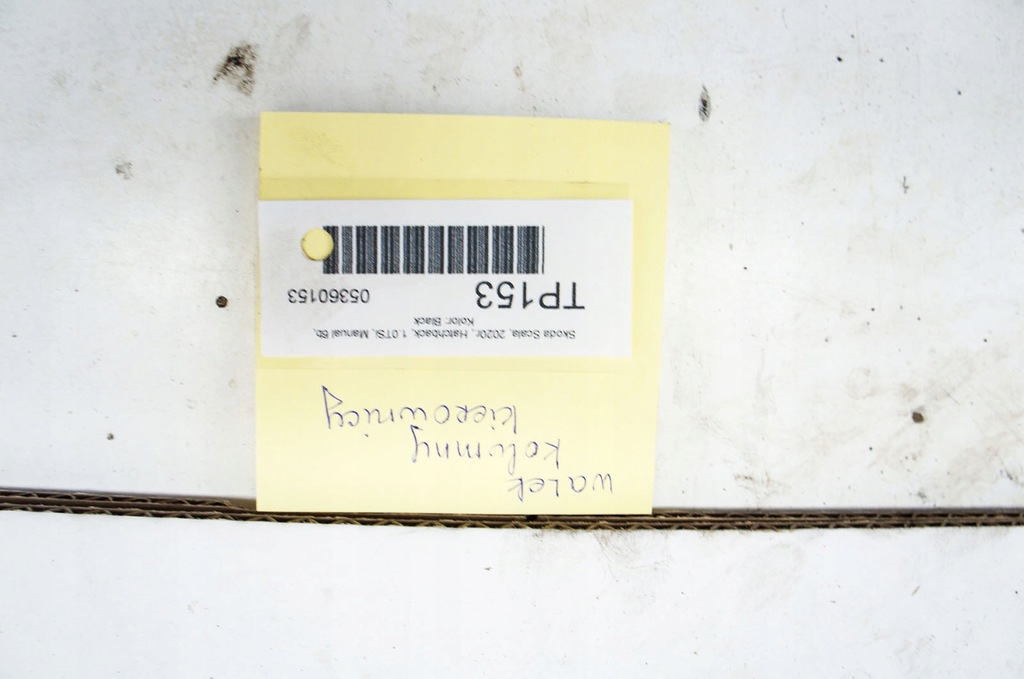 wałek
kolumny
kierownicy
Skoda Scala, 2020r., Hatchback, 1.0TSI, Manual 6b,
Kolor: Black
TP153 05360153